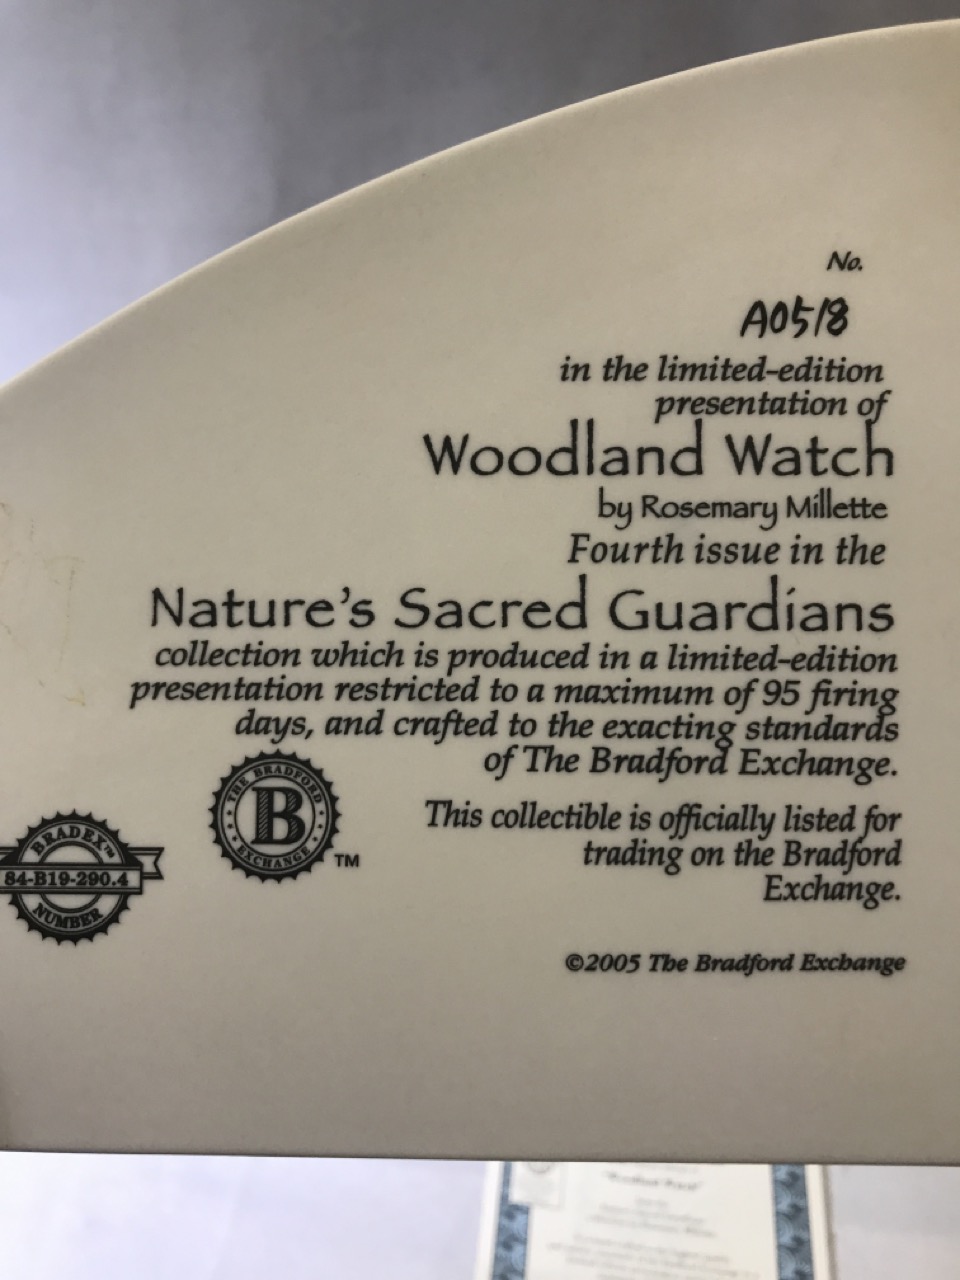 No.
A0518
in the limited-edition
presentation of
Woodland Watch
by Rosemary Millette
Fourth issue in the
Nature's Sacred Guardians
collection which is produced in a limited-edition
presentation restricted to a maximum of 95 firing
days, and crafted to the exacting standards
of The Bradford Exchange.
THE BRADFORD
B
EXCHANGE
TM
BRADEX™
84-B19-290.4
NUMBER
This collectible is officially listed for
trading on the Bradford
Exchange.
©2005 The Bradford Exchange